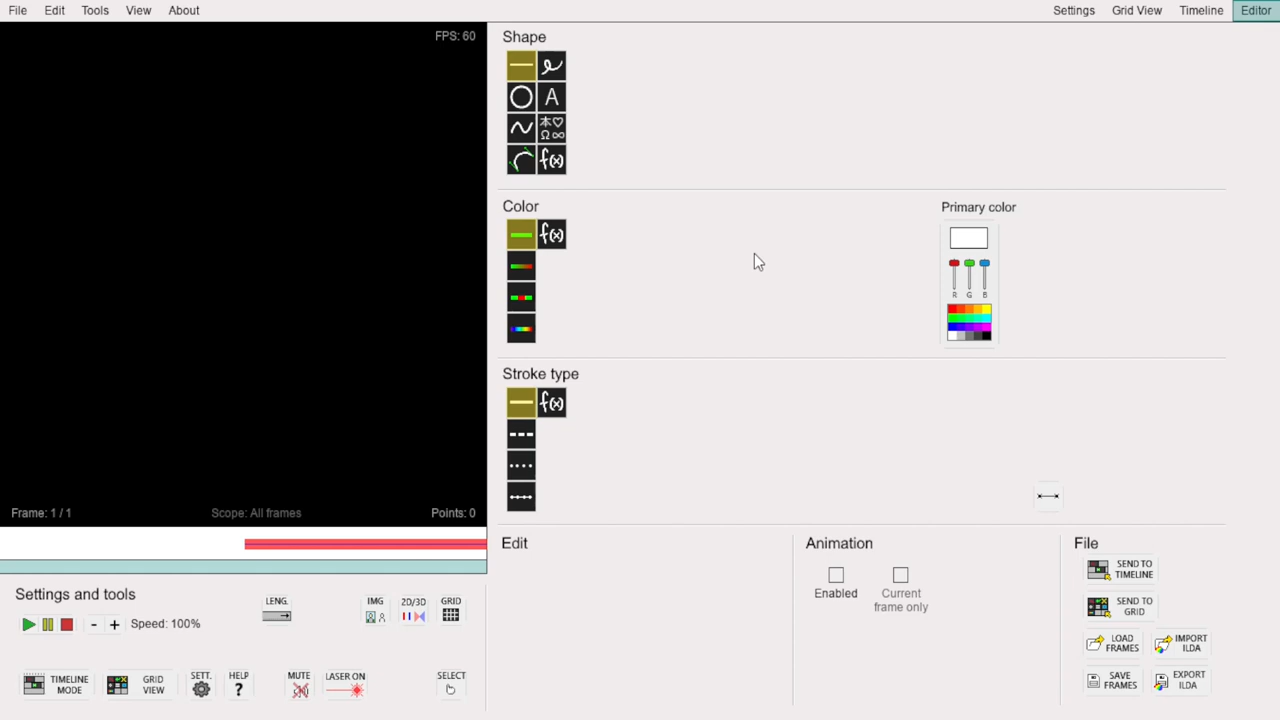 File Edit Tools View About
Settings Grid View Timeline Editor
FPS: 60
Shape
A
本♡
Ω∞
f(x)
Color
f(x)
Primary color
R G B
Stroke type
f(x)
Frame: 1 / 1 Scope: All frames Points: 0
Edit
Animation
Enabled
Current
frame only
File
SEND TO
TIMELINE
SEND TO
GRID
LOAD
FRAMES
IMPORT
ILDA
SAVE
FRAMES
EXPORT
ILDA
Settings and tools
LENG.
IMG
2D/3D
GRID
- + Speed: 100%
TIMELINE
MODE
GRID
VIEW
SETT.
HELP
?
MUTE
LASER ON
SELECT